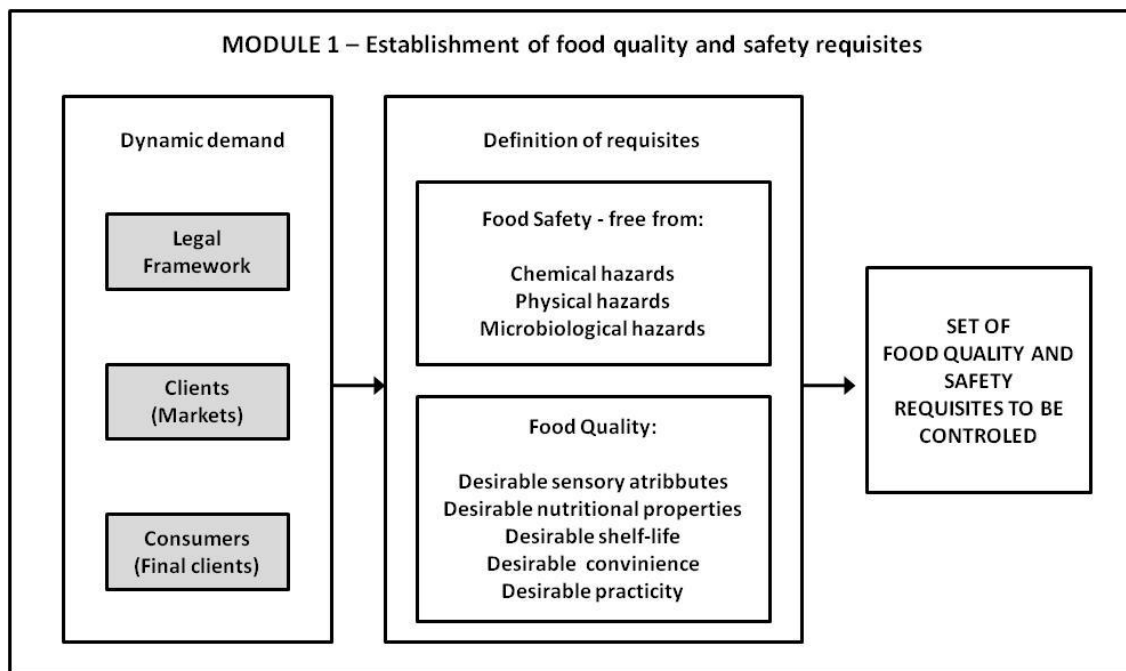 MODULE 1 – Establishment of food quality and safety requisites
Dynamic demand
Legal
Framework
Clients
(Markets)
Consumers
(Final clients)
Definition of requisites
Food Safety - free from:
Chemical hazards
Physical hazards
Microbiological hazards
Food Quality:
Desirable sensory atribbutes
Desirable nutritional properties
Desirable shelf-life
Desirable convinience
Desirable practicity
SET OF
FOOD QUALITY AND
SAFETY
REQUISITES TO BE
CONTROLED